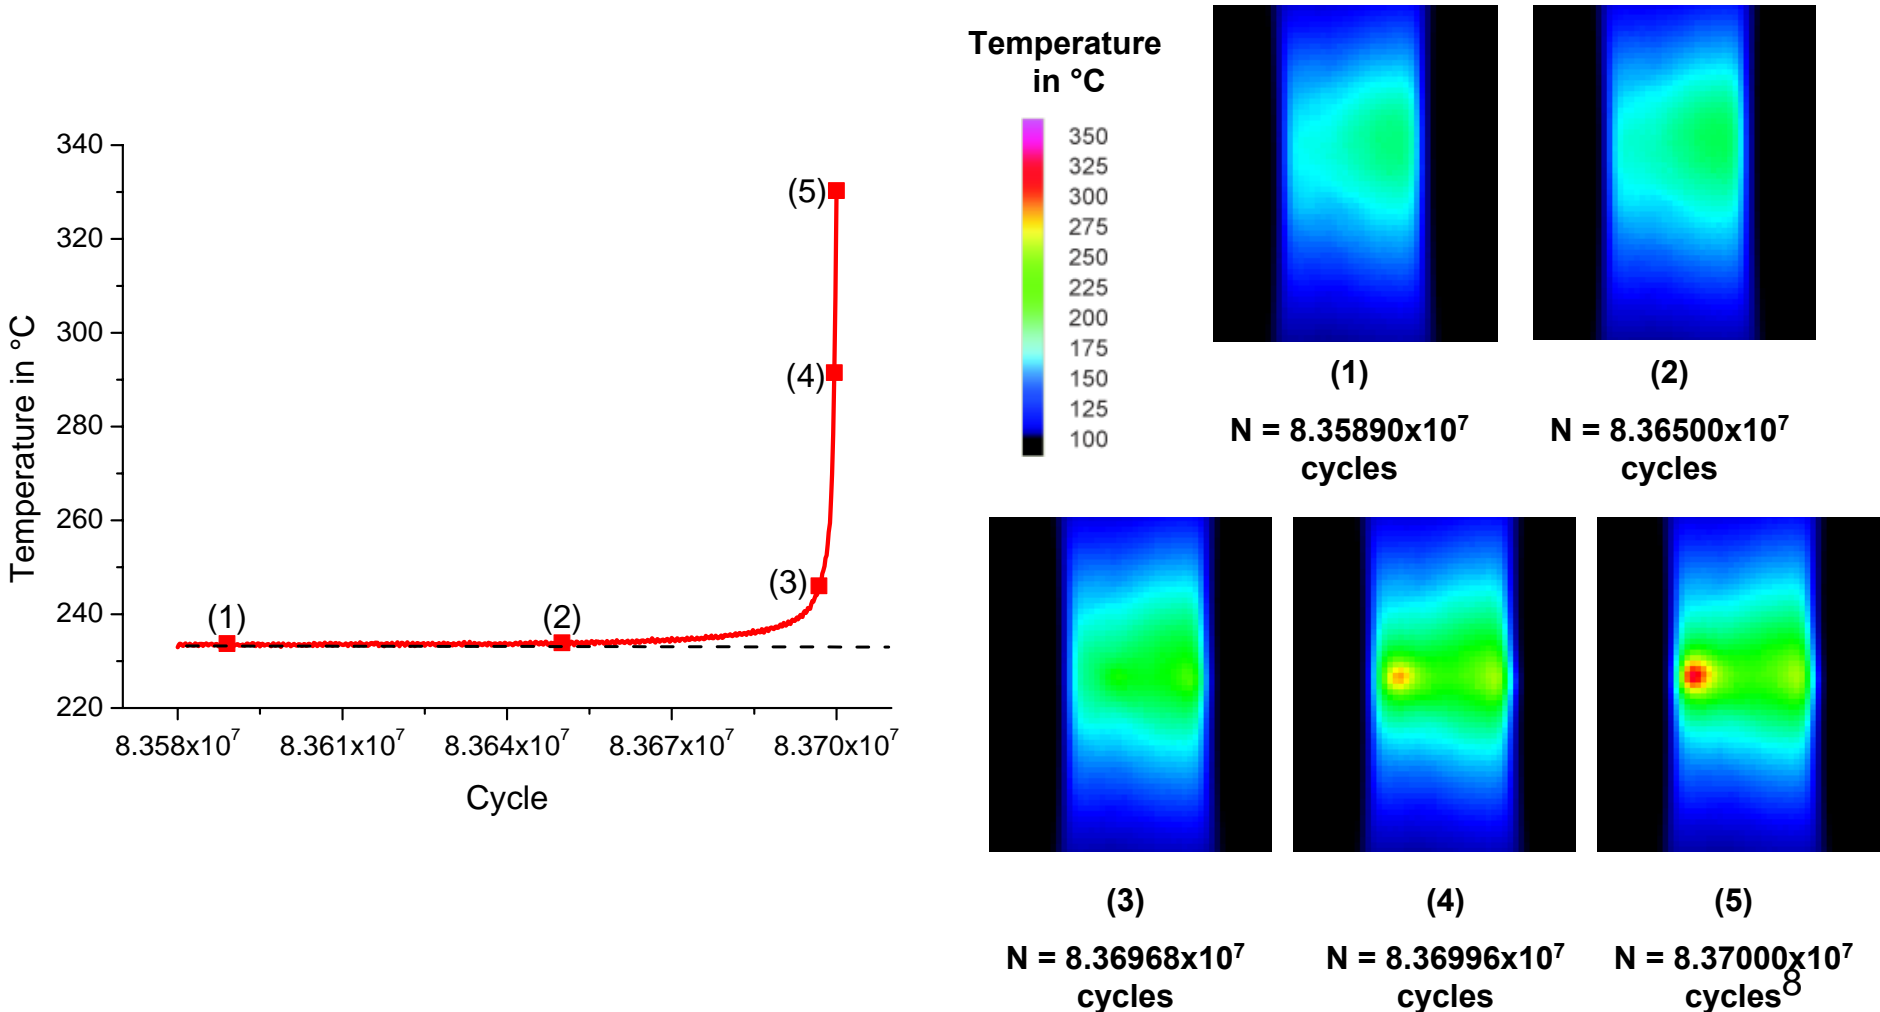 Temperature in °C
340
320
300
280
260
240
220
(1)
(2)
(3)
(4)
(5)
8.358x10⁷
8.361x10⁷
8.364x10⁷
8.367x10⁷
8.370x10⁷
Cycle
Temperature
in °C
350
325
300
275
250
225
200
175
150
125
100
(1)
N = 8.35890x10⁷
cycles
(2)
N = 8.36500x10⁷
cycles
(3)
N = 8.36968x10⁷
cycles
(4)
N = 8.36996x10⁷
cycles
(5)
N = 8.37000x10⁷
cycles
8